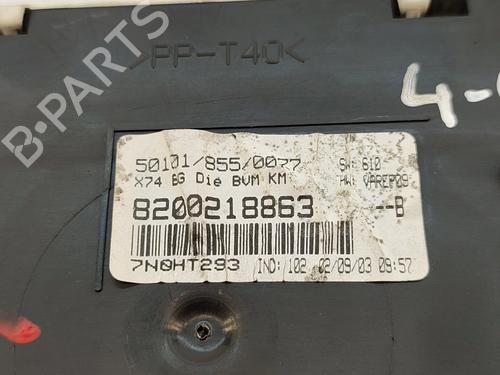 >PP-T40<
4-
50101/855/0077 SW: 610
X74 BG Die BVM KM HW: VAREP09
8200218863 --B
7N0HT293 IND: 102 02/09/03 09:57
B-PARTS